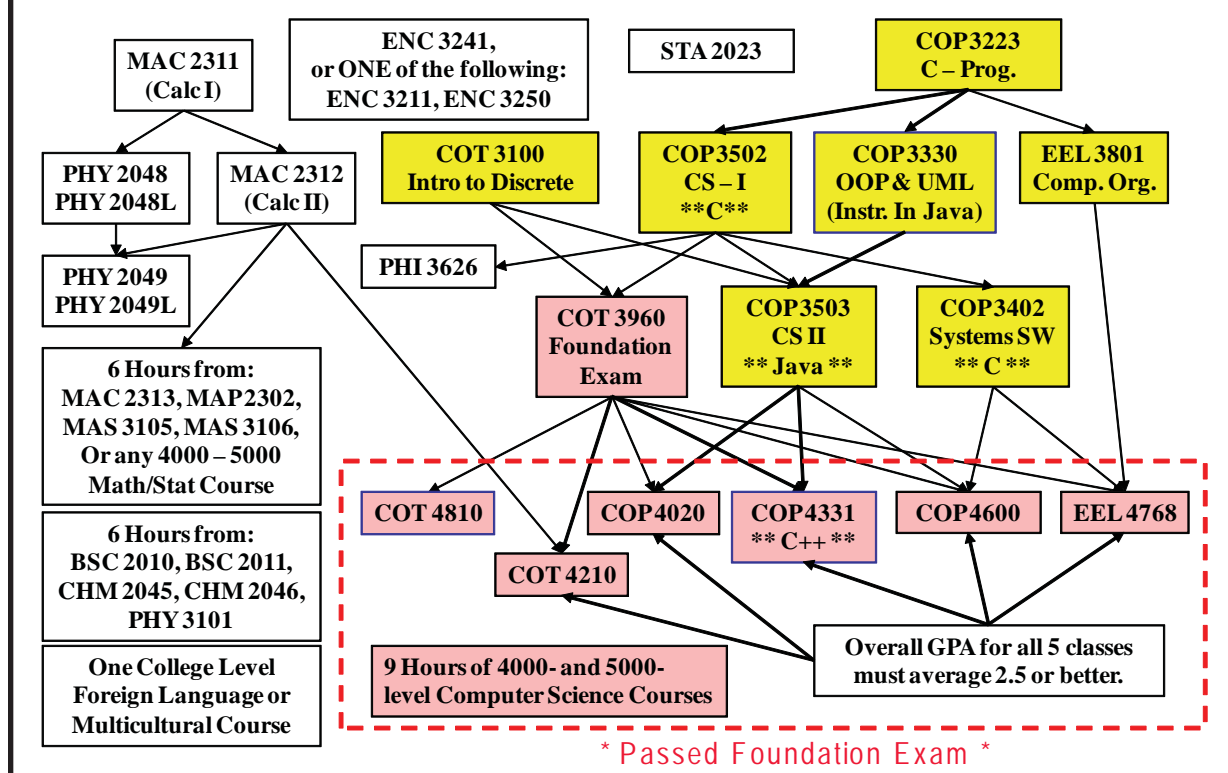 MAC 2311
(Calc I)
ENC 3241,
or ONE of the following:
ENC 3211, ENC 3250
STA 2023
COP3223
C – Prog.
PHY 2048
PHY 2048L
MAC 2312
(Calc II)
COT 3100
Intro to Discrete
COP3502
CS – I
**C**
COP3330
OOP & UML
(Instr. In Java)
EEL 3801
Comp. Org.
PHY 2049
PHY 2049L
PHI 3626
COT 3960
Foundation
Exam
COP3503
CS II
** Java **
COP3402
Systems SW
** C **
6 Hours from:
MAC 2313, MAP2302,
MAS 3105, MAS 3106,
Or any 4000 – 5000
Math/Stat Course
COT 4810
COP4020
COP4331
** C++ **
COP4600
EEL 4768
COT 4210
6 Hours from:
BSC 2010, BSC 2011,
CHM 2045, CHM 2046,
PHY 3101
Overall GPA for all 5 classes
must average 2.5 or better.
9 Hours of 4000- and 5000-
level Computer Science Courses
One College Level
Foreign Language or
Multicultural Course
* Passed Foundation Exam *